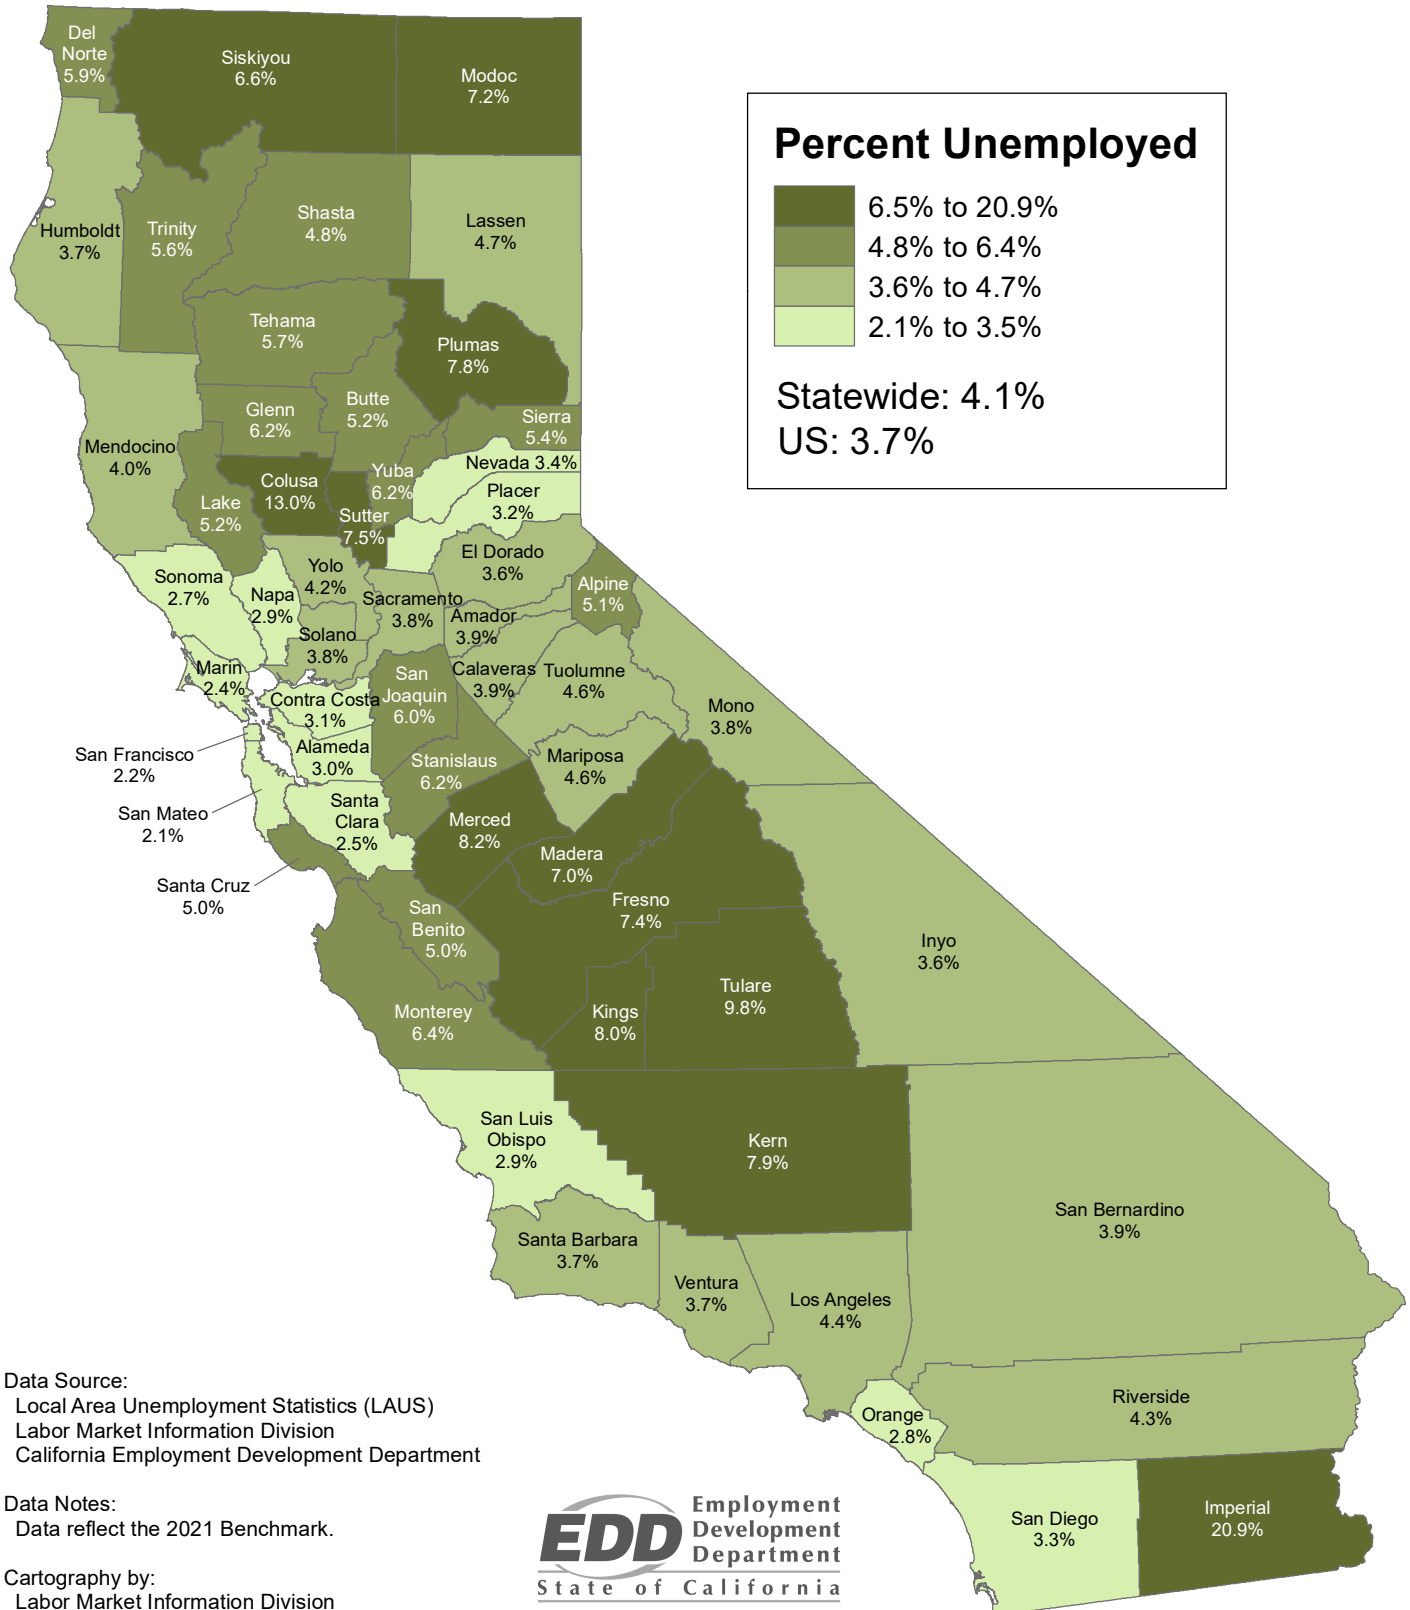 Del
Norte
5.9%
Siskiyou
6.6%
Modoc
7.2%
Percent Unemployed
6.5% to 20.9%
4.8% to 6.4%
3.6% to 4.7%
2.1% to 3.5%
Statewide: 4.1%
US: 3.7%
Humboldt
3.7%
Trinity
5.6%
Shasta
4.8%
Lassen
4.7%
Tehama
5.7%
Plumas
7.8%
Mendocino
4.0%
Glenn
6.2%
Butte
5.2%
Sierra
5.4%
Nevada 3.4%
Lake
5.2%
Colusa
13.0%
Sutter
7.5%
Yuba
6.2%
Placer
3.2%
Sonoma
2.7%
Napa
2.9%
Yolo
4.2%
Sacramento
3.8%
El Dorado
3.6%
Alpine
5.1%
Solano
3.8%
Amador
3.9%
Marin
2.4%
Contra Costa
3.1%
San
Joaquin
6.0%
Calaveras
3.9%
Tuolumne
4.6%
Mono
3.8%
San Francisco
2.2%
Alameda
3.0%
Stanislaus
6.2%
Mariposa
4.6%
San Mateo
2.1%
Santa
Clara
2.5%
Merced
8.2%
Madera
7.0%
Santa Cruz
5.0%
San
Benito
5.0%
Fresno
7.4%
Inyo
3.6%
Monterey
6.4%
Kings
8.0%
Tulare
9.8%
San Luis
Obispo
2.9%
Kern
7.9%
San Bernardino
3.9%
Santa Barbara
3.7%
Ventura
3.7%
Los Angeles
4.4%
Orange
2.8%
Riverside
4.3%
San Diego
3.3%
Imperial
20.9%
Data Source:
Local Area Unemployment Statistics (LAUS)
Labor Market Information Division
California Employment Development Department
Data Notes:
Data reflect the 2021 Benchmark.
Cartography by:
Labor Market Information Division
EDD
Employment
Development
Department
State of California